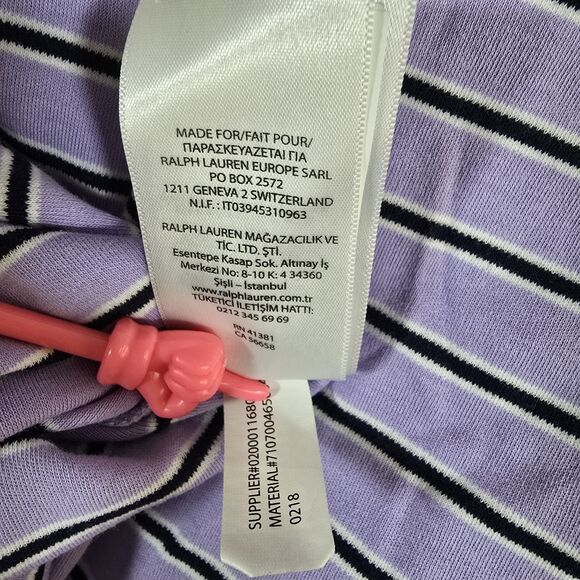 MADE FOR/FAIT POUR/
ΠΑΡΑΣΚΕΥΑΖΕΤΑΙ ΓΙΑ
RALPH LAUREN EUROPE SARL
PO BOX 2572
1211 GENEVA 2 SWITZERLAND
N.I.F. : IT03945310963
RALPH LAUREN MAĞAZACILIK VE
TİC. LTD. ŞTİ.
Esentepe Kasap Sok. Altınay İş
Merkezi No: 8-10 K: 4 34360
Şişli - İstanbul
www.ralphlauren.com.tr
TÜKETİCİ İLETİŞİM HATTI:
0212 345 69 69
RN 41381
CA 56658
SUPPLIER#0200011680
MATERIAL#7107004650
0218